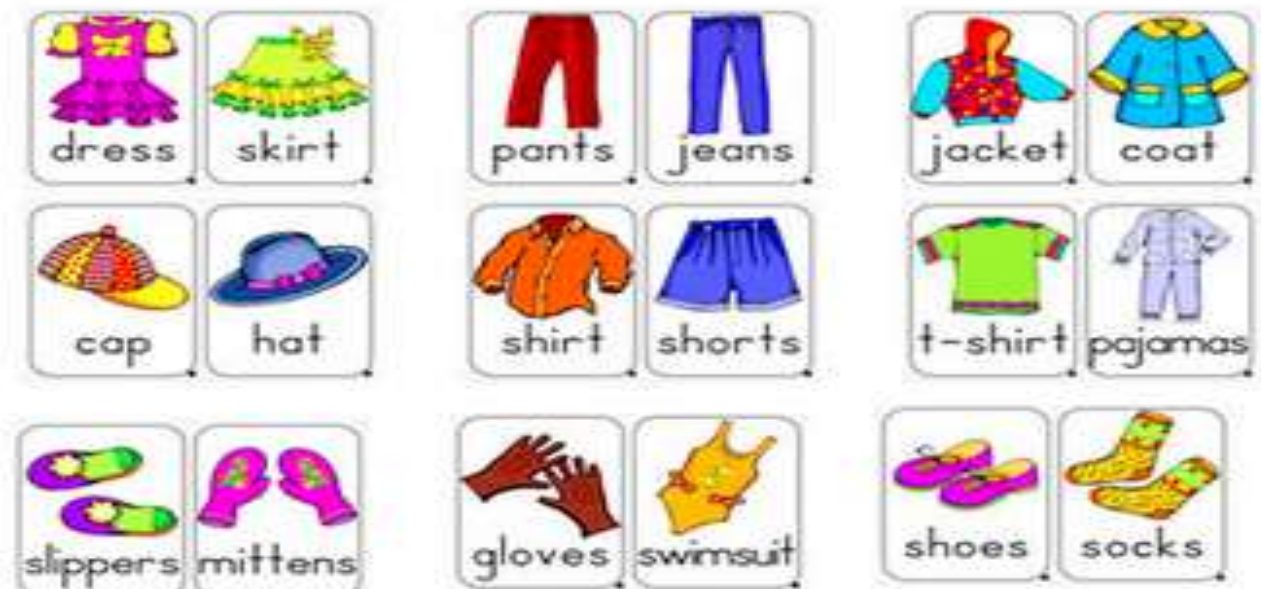 dress skirt pants jeans jacket coat
cap hat shirt shorts t-shirt pajamas
slippers mittens gloves swimsuit shoes socks